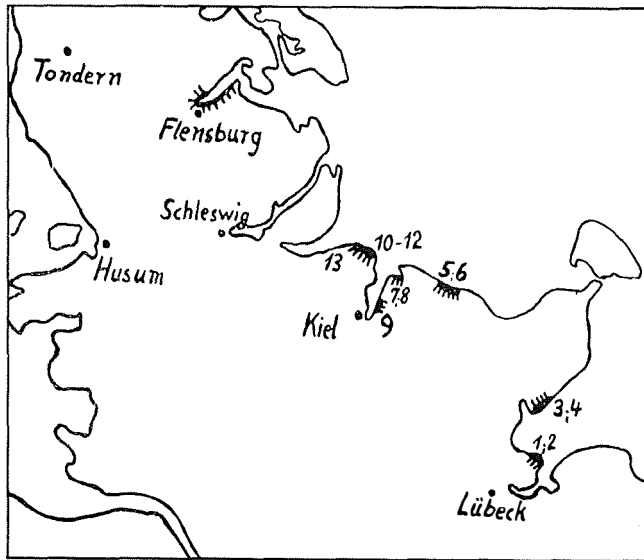 Tondern
Flensburg
Schleswig
10-12
13
5;6
Husum
7;8
Kiel
9
3;4
1;2
Lübeck